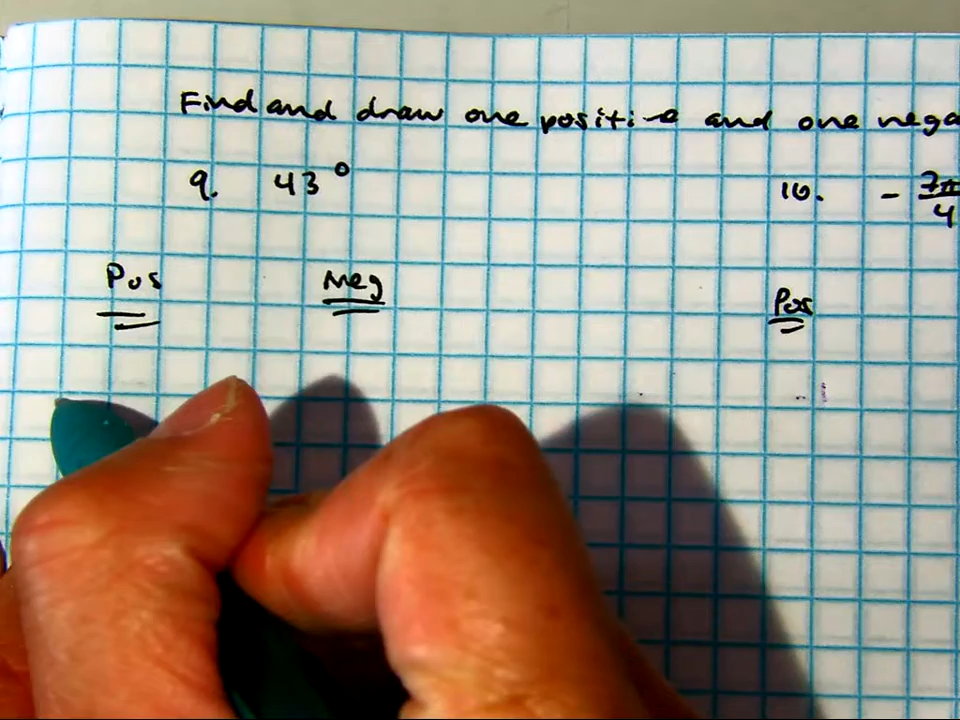 Find and draw one positive and one nega
9. 43° 10. - 7π/4
Pos Neg Pos